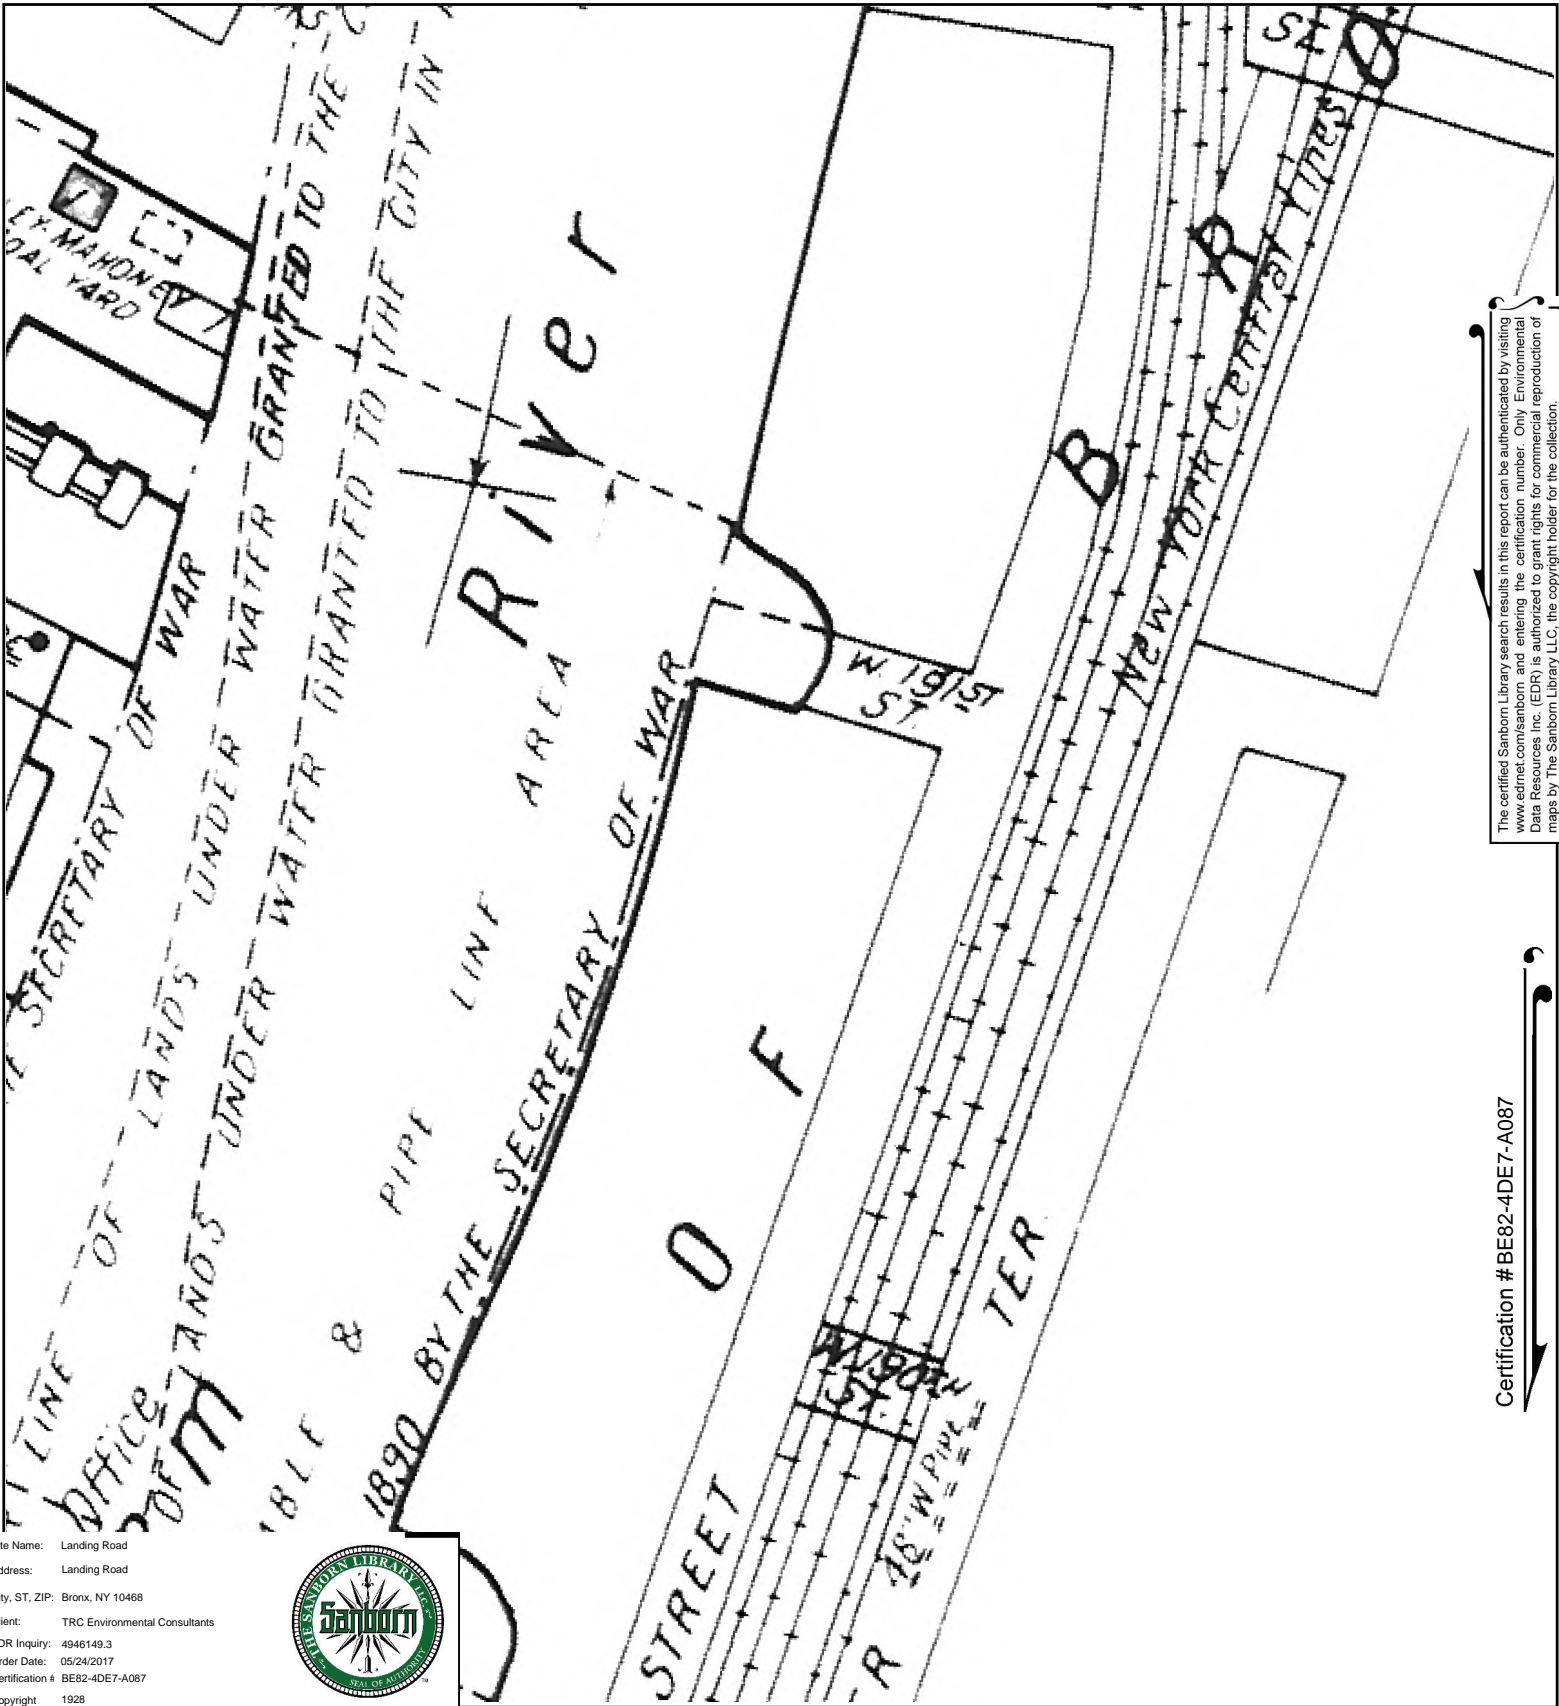 MAHONEY
YARD
GRANTED TO THE
LINE OF LANDS UNDER WATER
LANDS UNDER WATER GRANTED TO THE CITY IN
SECRETARY OF WAR
River
PIPE LINE AREA
&
1890 BY THE SECRETARY OF WAR
Office
OF
m
W. 191ST
ST.
B
R
O
New York Central Lines
O F
W. 190TH
ST.
TER.
18" W. PIPE
STREET
R
ST
Landing Road
Landing Road
Bronx, NY 10468
TRC Environmental Consultants
4946149.3
05/24/2017
BE82-4DE7-A087
1928
THE SANBORN LIBRARY, LLC
Sanborn
SEAL OF AUTHORITY
TM
The certified Sanborn Library search results in this report can be authenticated by visiting
www.edrnet.com/sanborn and entering the certification number. Only Environmental
Data Resources Inc. (EDR) is authorized to grant rights for commercial reproduction of
maps by The Sanborn Library LLC, the copyright holder for the collection.
Certification # BE82-4DE7-A087